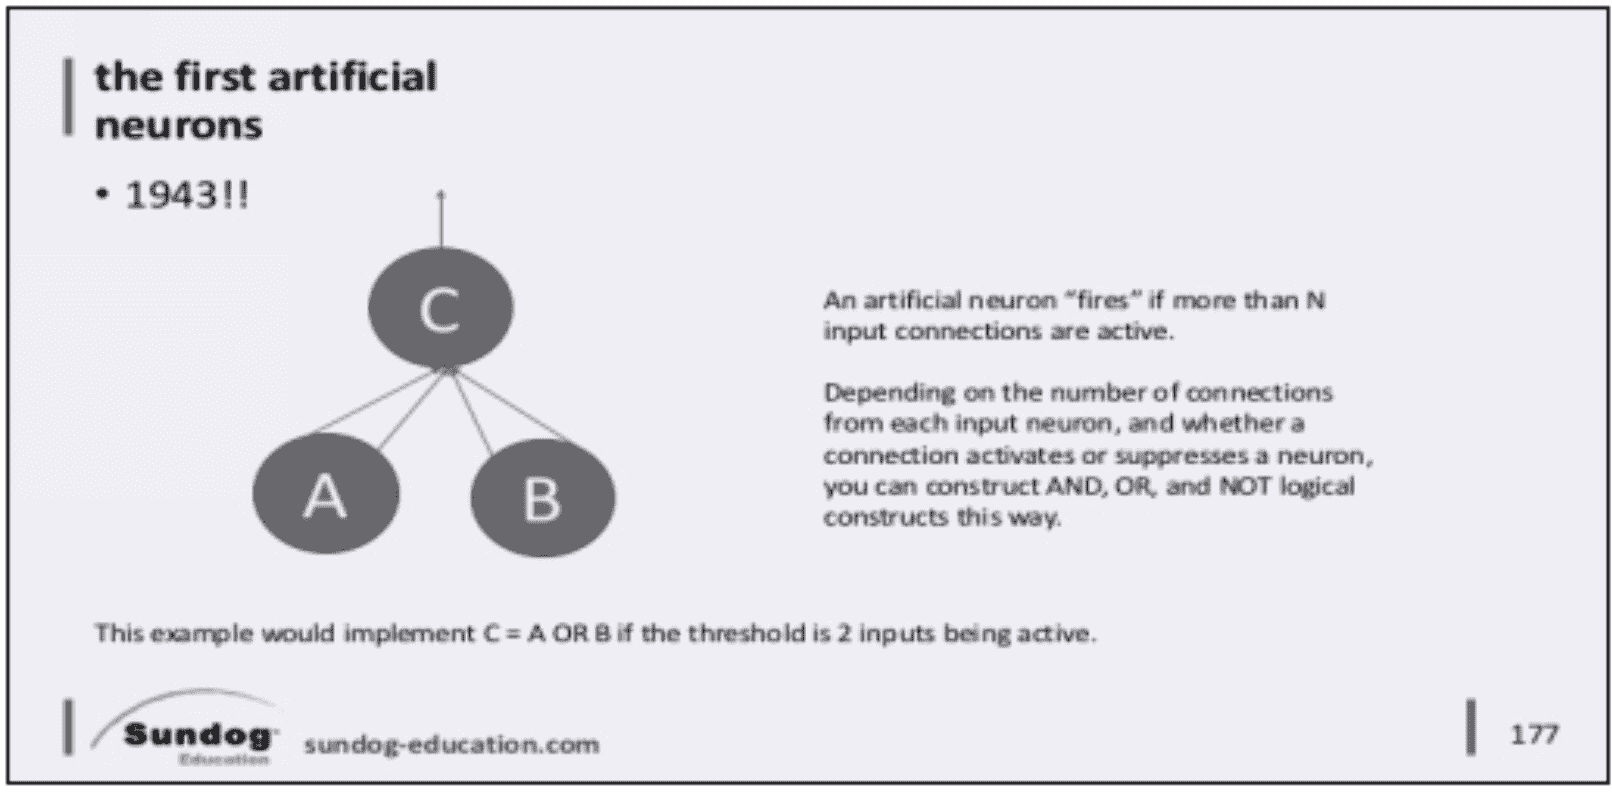 the first artificial
neurons
• 1943!!
C
A
B
An artificial neuron “fires” if more than N
input connections are active.
Depending on the number of connections
from each input neuron, and whether a
connection activates or suppresses a neuron,
you can construct AND, OR, and NOT logical
constructs this way.
This example would implement C = A OR B if the threshold is 2 inputs being active.
Sundog
Education
sundog-education.com
177